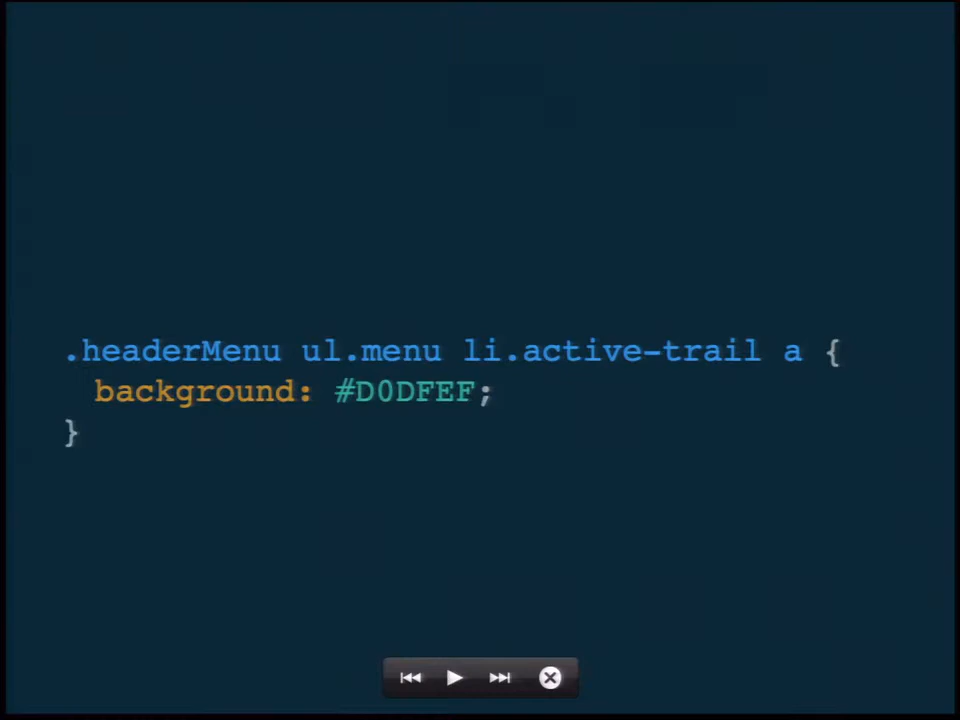 .headerMenu ul.menu li.active-trail a {
background: #D0DFEF;
}